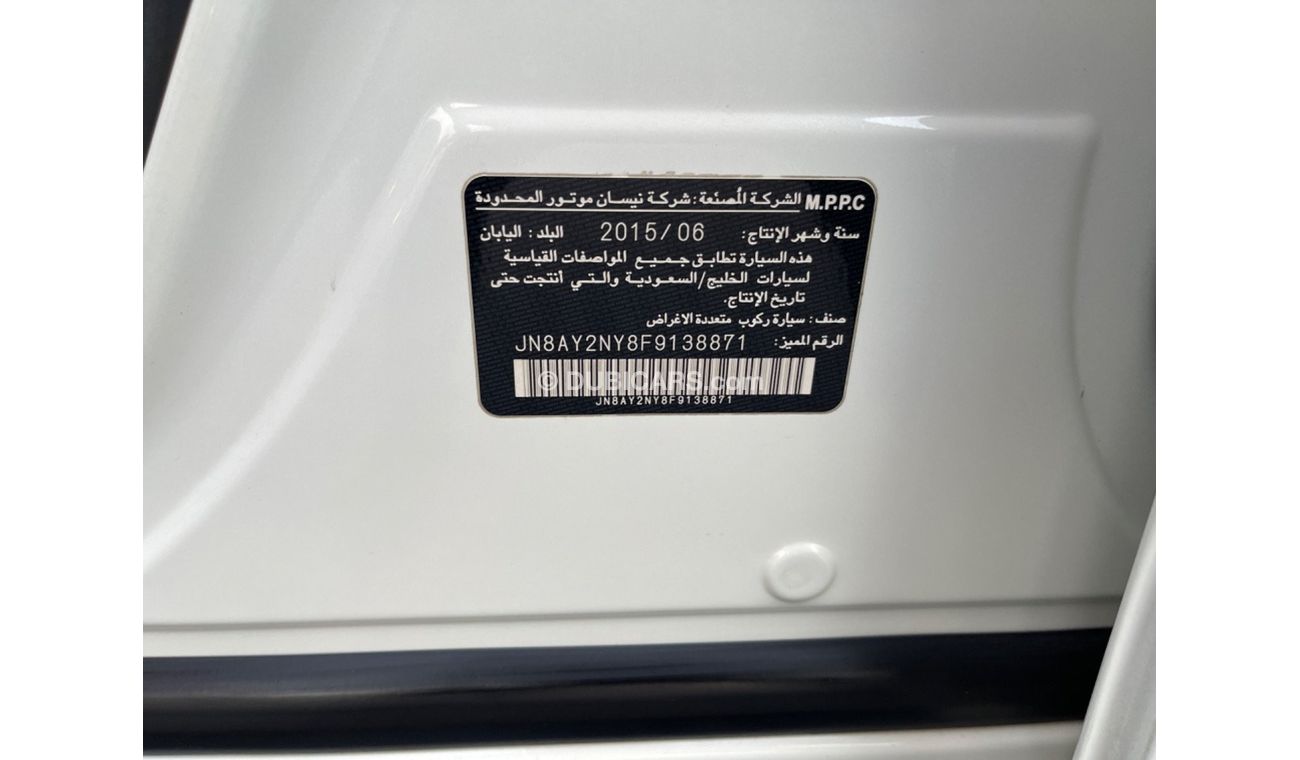 M.P.P.C الشركة المُصنّعة: شركة نيسان موتور المحدودة
سنة وشهر الإنتاج: 2015/06 البلد: اليابان
هذه السيارة تطابق جميع المواصفات القياسية
لسيارات الخليج/السعودية والتي أنتجت حتى
تاريخ الإنتاج.
صنف: سيارة ركوب متعددة الاغراض
الرقم المميز: JN8AY2NY8F9138871
© DUBICARS.com
JN8AY2NY8F9138871